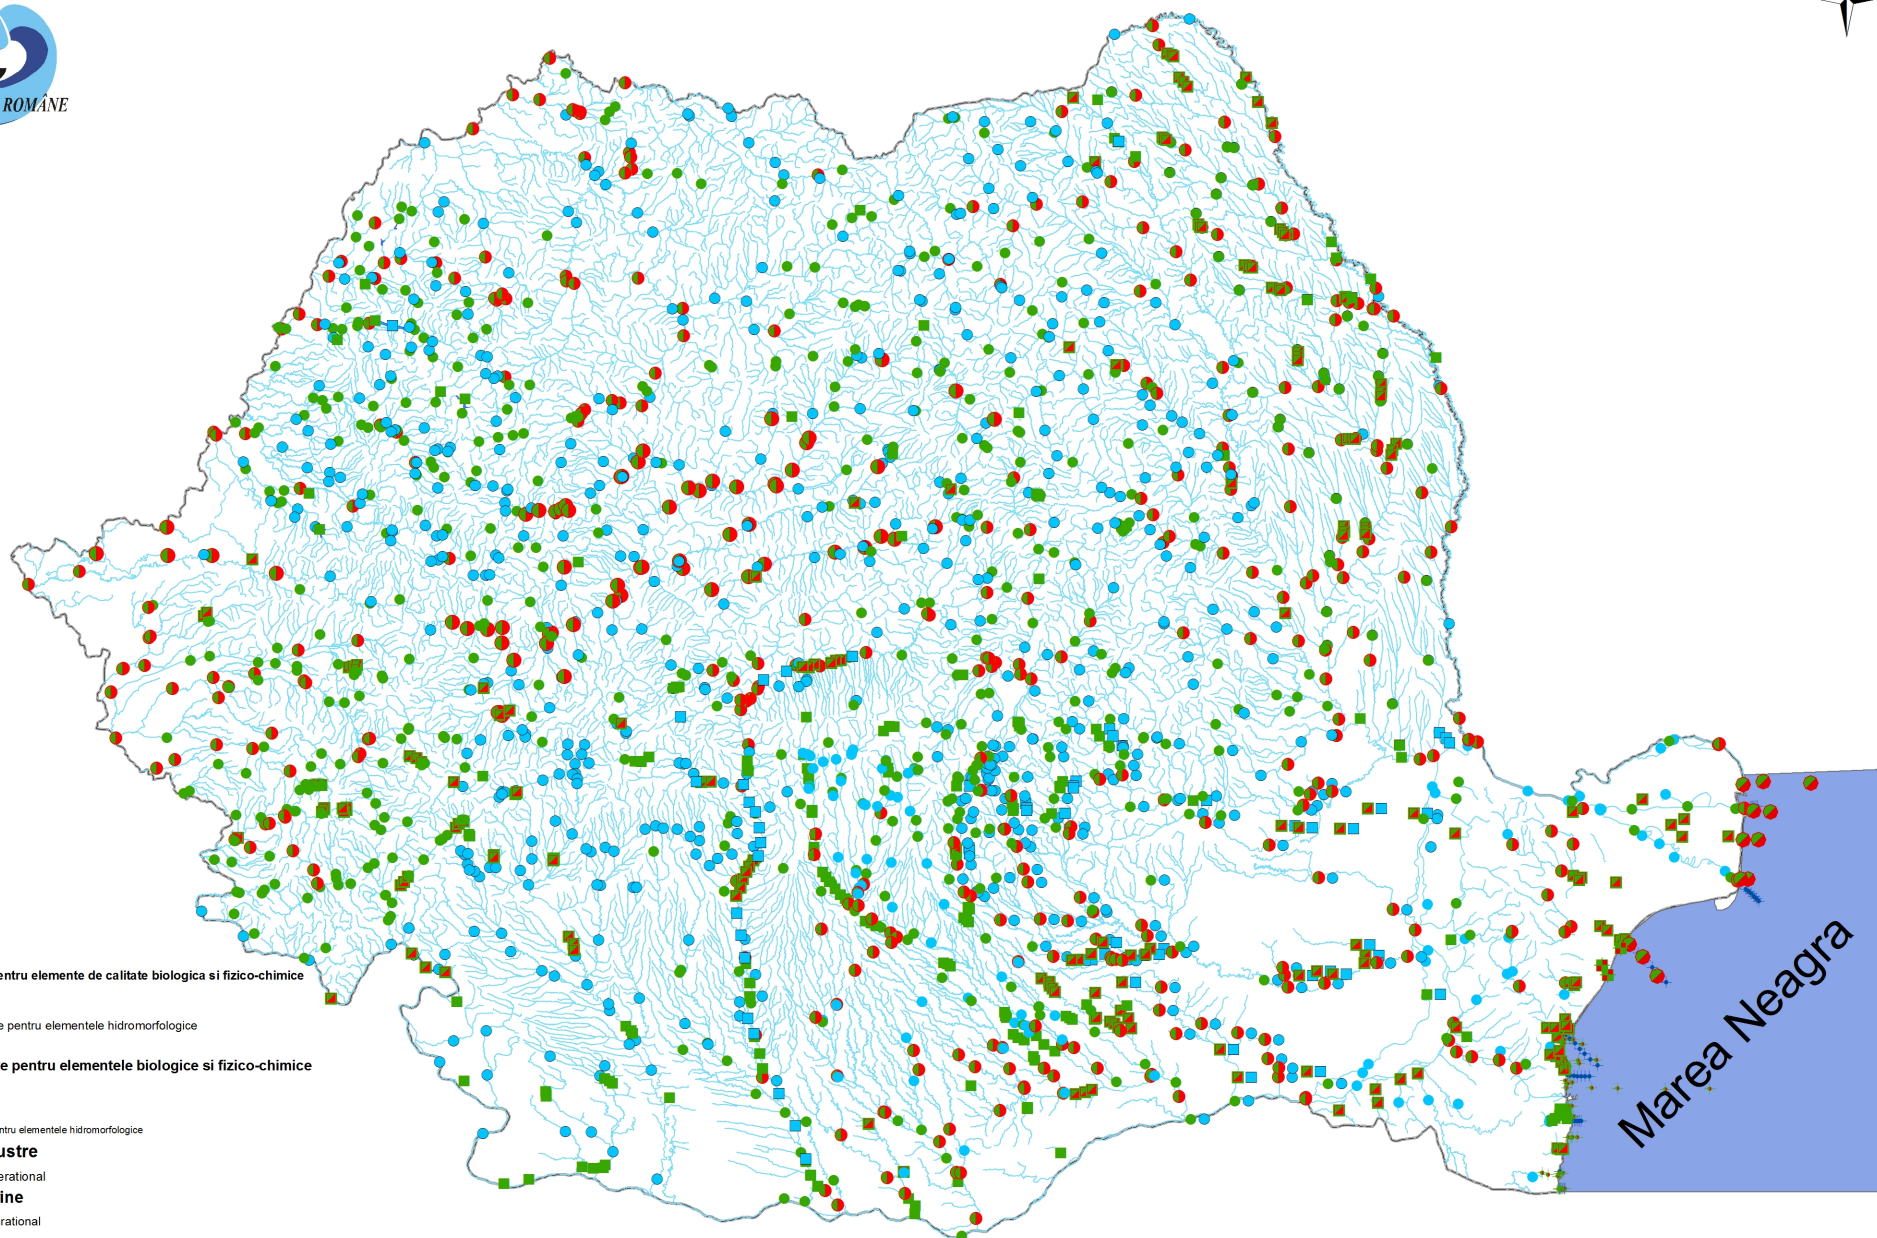 ROMÂNE
entru elemente de calitate biologica si fizico-chimice
e pentru elementele hidromorfologice
e pentru elementele biologice si fizico-chimice
ntru elementele hidromorfologice
ustre
erational
ine
rational
Marea Neagra